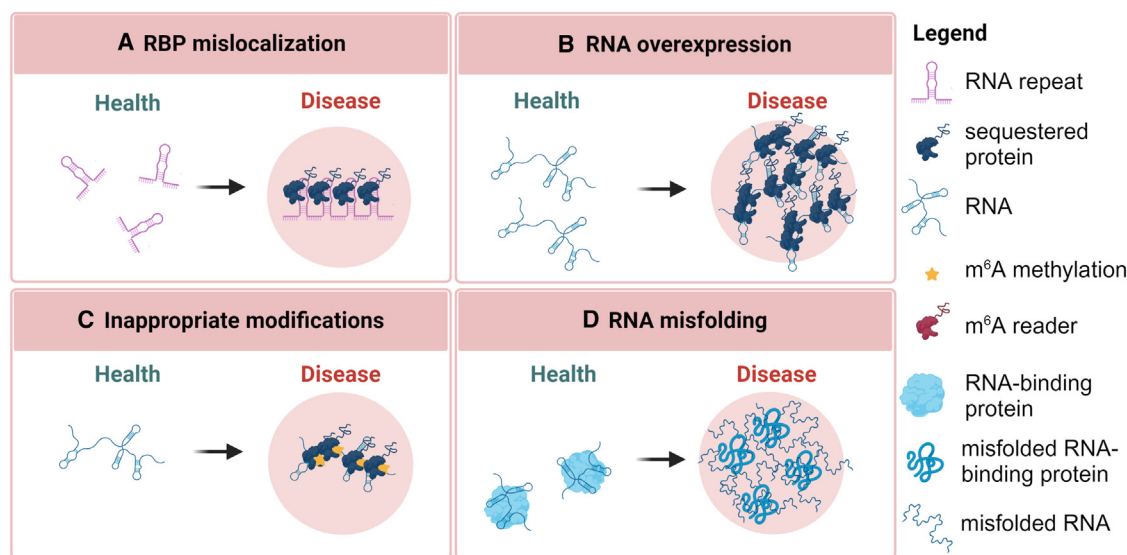 A RBP mislocalization
Health
Disease
B RNA overexpression
Health
Disease
C Inappropriate modifications
Health
Disease
D RNA misfolding
Health
Disease
Legend
RNA repeat
sequestered
protein
RNA
m⁶A methylation
m⁶A reader
RNA-binding
protein
misfolded RNA-
binding protein
misfolded RNA